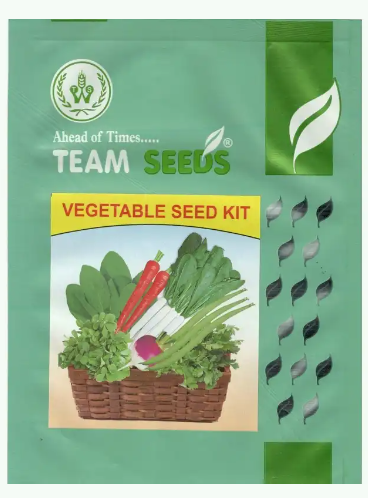 T W S
Ahead of Times.....
TEAM SEEDS®
VEGETABLE SEED KIT